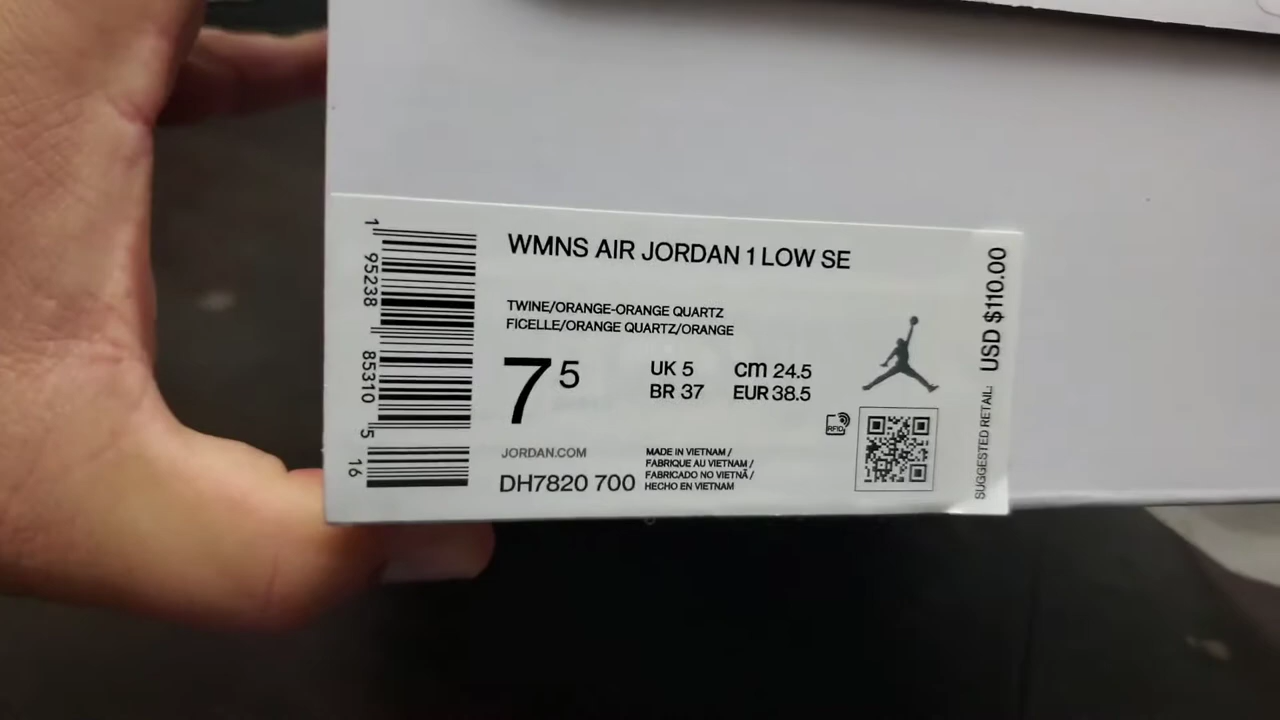 WMNS AIR JORDAN 1 LOW SE
TWINE/ORANGE-ORANGE QUARTZ
FICELLE/ORANGE QUARTZ/ORANGE
7 5
UK 5
cm 24.5
BR 37
EUR 38.5
JORDAN.COM
DH7820 700
MADE IN VIETNAM /
FABRIQUE AU VIETNAM /
FABRICADO NO VIETNÃ /
HECHO EN VIETNAM
RFID
SUGGESTED RETAIL: USD $110.00
1 95238 85310 5 16